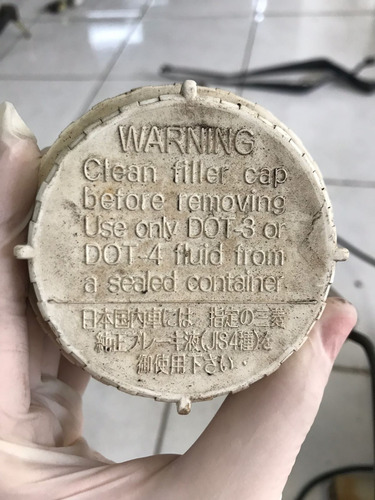 WARNING
Clean filler cap
before removing
Use only DOT-3 or
DOT-4 fluid from
a sealed container
日本国内車には、指定の三菱
純正ブレーキ液(JIS4種)を
御使用下さい。